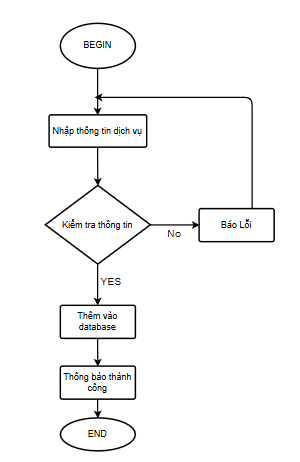 BEGIN
Nhập thông tin dịch vụ
Kiểm tra thông tin
No
Báo Lỗi
YES
Thêm vào
database
Thông báo thành
công
END